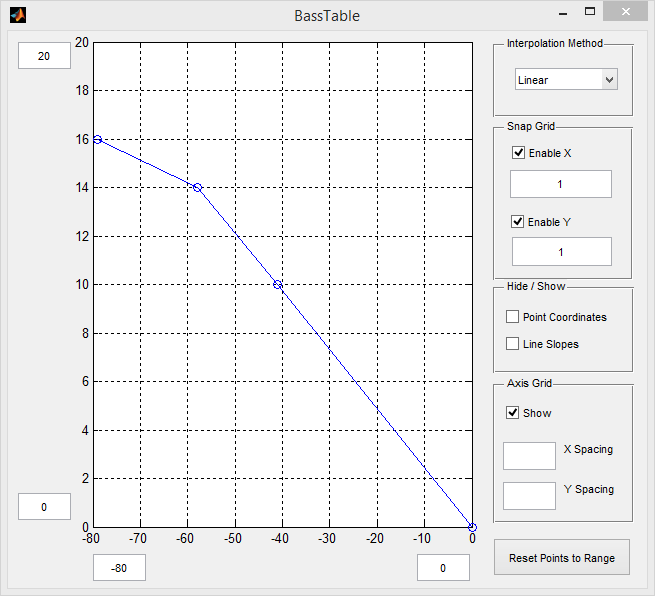 BassTable
20
20
18
16
14
12
10
8
6
4
2
0
0
-80
-70
-60
-50
-40
-30
-20
-10
0
-80
0
Interpolation Method
Linear
Snap Grid
Enable X
1
Enable Y
1
Hide / Show
Point Coordinates
Line Slopes
Axis Grid
Show
X Spacing
Y Spacing
Reset Points to Range